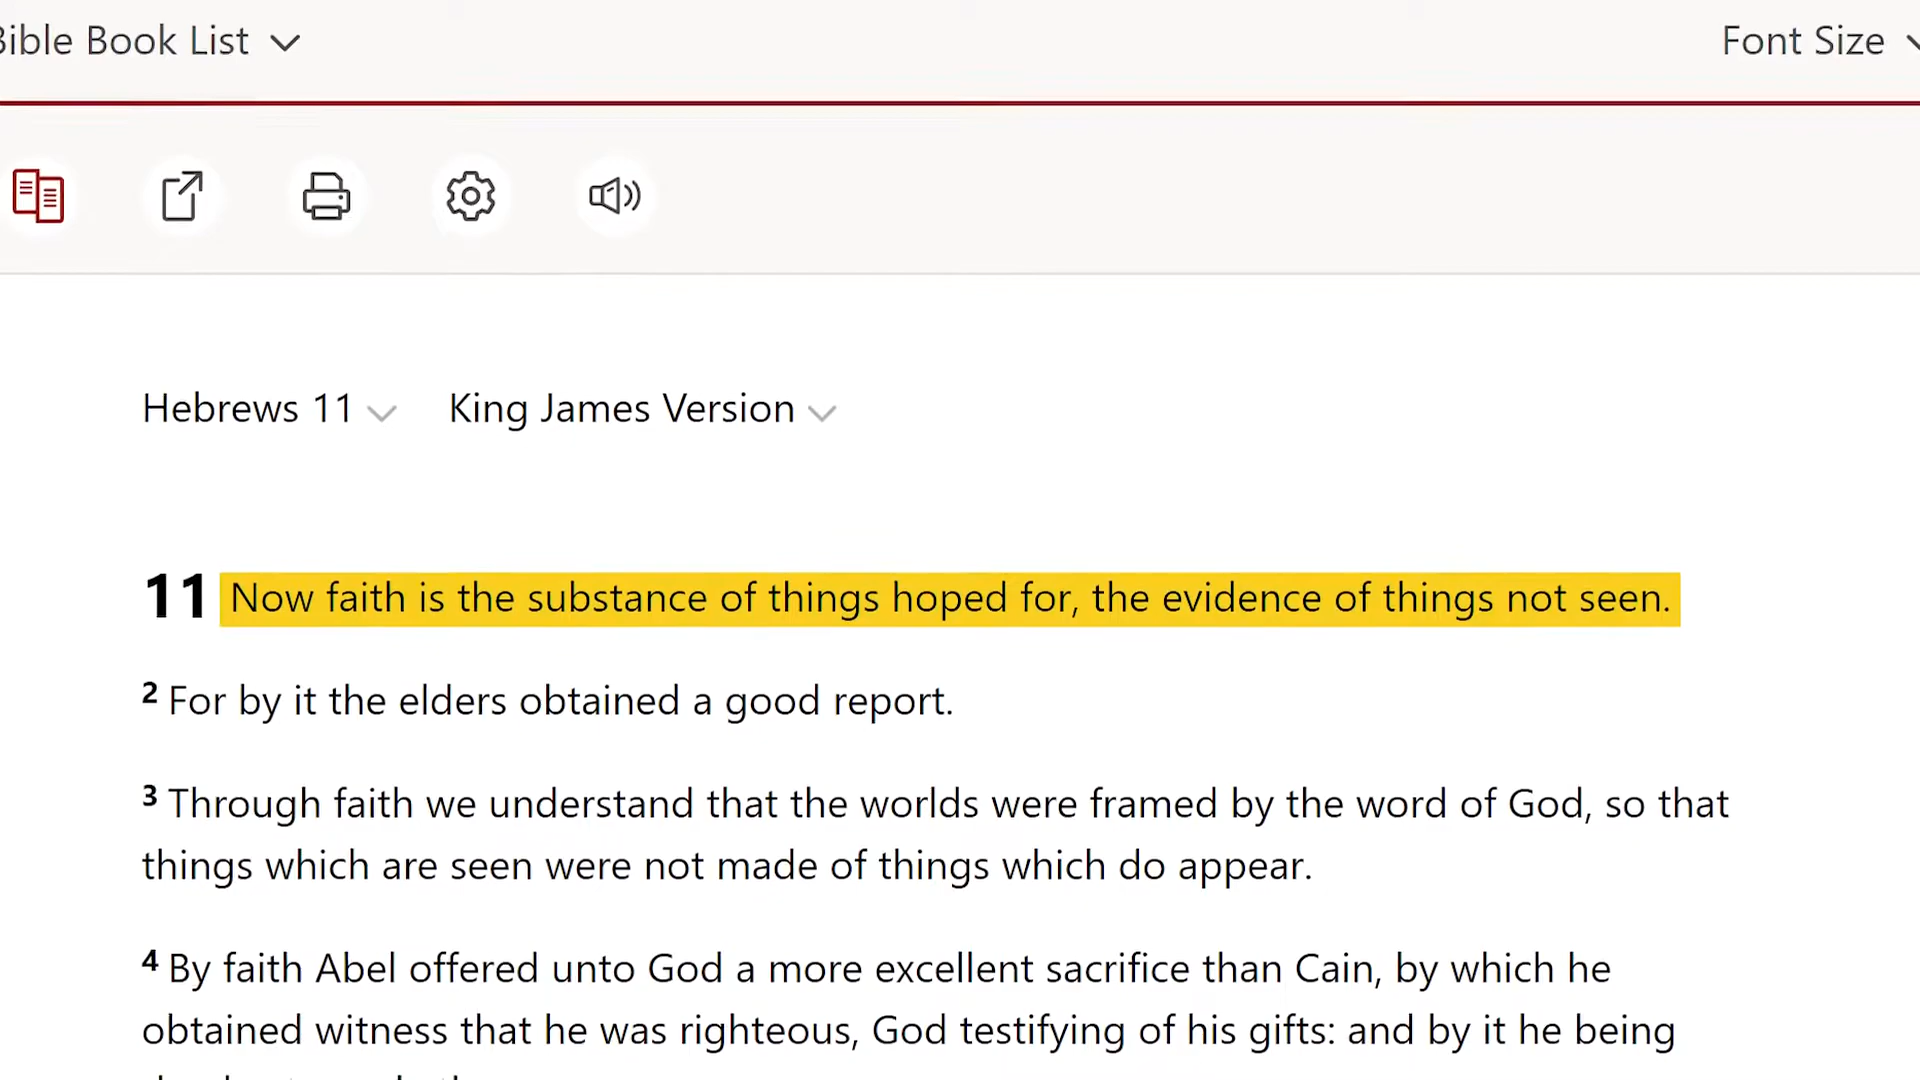 Bible Book List
Font Size
Hebrews 11 King James Version
11 Now faith is the substance of things hoped for, the evidence of things not seen.
2 For by it the elders obtained a good report.
3 Through faith we understand that the worlds were framed by the word of God, so that
things which are seen were not made of things which do appear.
4 By faith Abel offered unto God a more excellent sacrifice than Cain, by which he
obtained witness that he was righteous, God testifying of his gifts: and by it he being